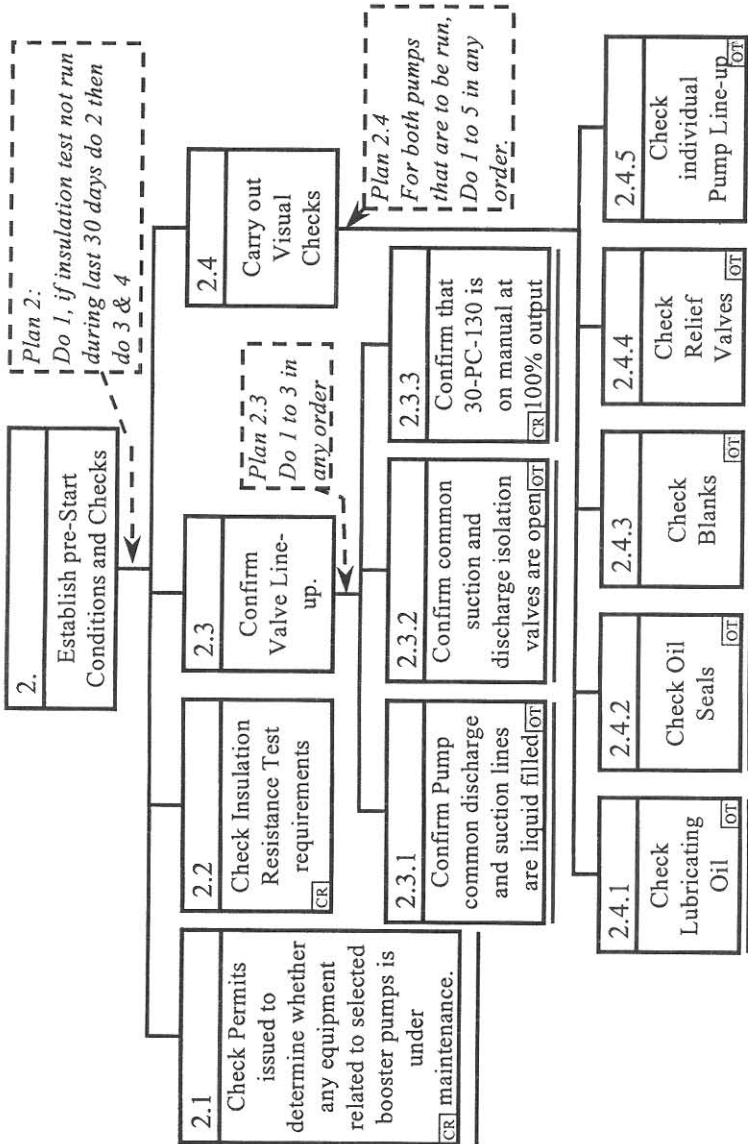 2.
Establish pre-Start
Conditions and Checks
Plan 2:
Do 1, if insulation test not run
during last 30 days do 2 then
do 3 & 4
2.1
Check Permits
issued to
determine whether
any equipment
related to selected
booster pumps is
under
CR maintenance.
2.2
Check Insulation
Resistance Test
requirements
CR
2.3
Confirm
Valve Line-
up.
2.4
Carry out
Visual
Checks
Plan 2.3
Do 1 to 3 in
any order
Plan 2.4
For both pumps
that are to be run,
Do 1 to 5 in any
order.
2.3.1
Confirm Pump
common discharge
and suction lines
are liquid filled OT
2.3.2
Confirm common
suction and
discharge isolation
valves are open OT
2.3.3
Confirm that
30-PC-130 is
on manual at
CR 100% output
2.4.1
Check
Lubricating
Oil
OT
2.4.2
Check Oil
Seals
OT
2.4.3
Check
Blanks
OT
2.4.4
Check
Relief
Valves
OT
2.4.5
Check
individual
Pump Line-up
OT